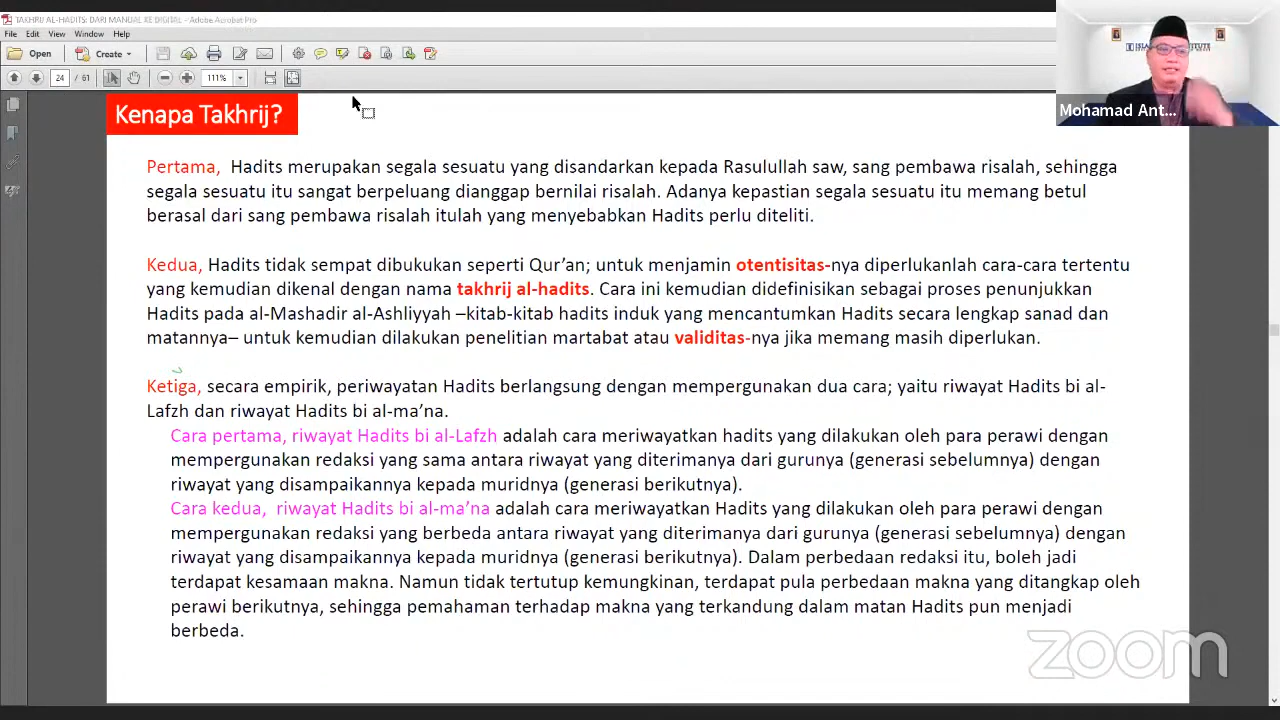 TAKHRIJ AL-HADITS: DARI MANUAL KE DIGITAL - Adobe Acrobat Pro
File Edit View Window Help
Open Create
24 / 61 111%
Mohamad Ant...
Kenapa Takhrij?
Pertama, Hadits merupakan segala sesuatu yang disandarkan kepada Rasulullah saw, sang pembawa risalah, sehingga
segala sesuatu itu sangat berpeluang dianggap bernilai risalah. Adanya kepastian segala sesuatu itu memang betul
berasal dari sang pembawa risalah itulah yang menyebabkan Hadits perlu diteliti.
Kedua, Hadits tidak sempat dibukukan seperti Qur’an; untuk menjamin otentisitas-nya diperlukanlah cara-cara tertentu
yang kemudian dikenal dengan nama takhrij al-hadits. Cara ini kemudian didefinisikan sebagai proses penunjukkan
Hadits pada al-Mashadir al-Ashliyyah –kitab-kitab hadits induk yang mencantumkan Hadits secara lengkap sanad dan
matannya– untuk kemudian dilakukan penelitian martabat atau validitas-nya jika memang masih diperlukan.
Ketiga, secara empirik, periwayatan Hadits berlangsung dengan mempergunakan dua cara; yaitu riwayat Hadits bi al-
Lafzh dan riwayat Hadits bi al-ma’na.
Cara pertama, riwayat Hadits bi al-Lafzh adalah cara meriwayatkan hadits yang dilakukan oleh para perawi dengan
mempergunakan redaksi yang sama antara riwayat yang diterimanya dari gurunya (generasi sebelumnya) dengan
riwayat yang disampaikannya kepada muridnya (generasi berikutnya).
Cara kedua, riwayat Hadits bi al-ma’na adalah cara meriwayatkan Hadits yang dilakukan oleh para perawi dengan
mempergunakan redaksi yang berbeda antara riwayat yang diterimanya dari gurunya (generasi sebelumnya) dengan
riwayat yang disampaikannya kepada muridnya (generasi berikutnya). Dalam perbedaan redaksi itu, boleh jadi
terdapat kesamaan makna. Namun tidak tertutup kemungkinan, terdapat pula perbedaan makna yang ditangkap oleh
perawi berikutnya, sehingga pemahaman terhadap makna yang terkandung dalam matan Hadits pun menjadi
berbeda.
zoom